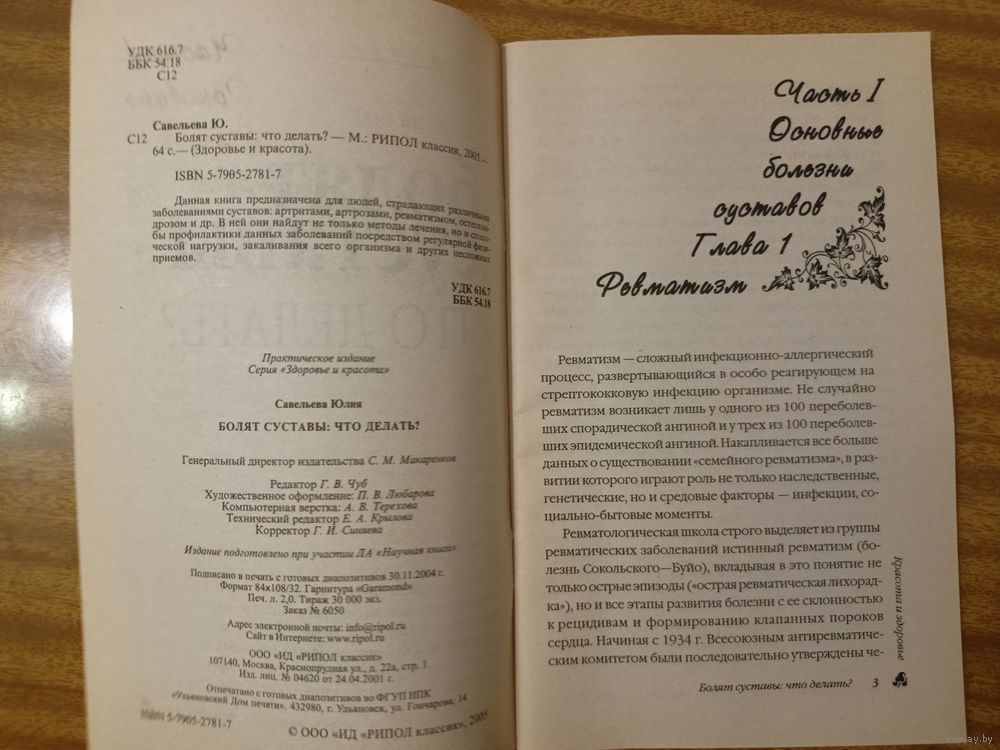 УДК 616.7
ББК 54.18
С12
Савельева Ю.
С12 Болят суставы: что делать? — М.: РИПОЛ классик, 2005.—
64 с.— (Здоровье и красота).
ISBN 5-7905-2781-7
Данная книга предназначена для людей, страдающих различными
заболеваниями суставов: артритами, артрозами, ревматизмом, остеохон-
дрозом и др. В ней они найдут не только методы лечения, но и спосо-
бы профилактики данных заболеваний посредством регулярной физи-
ческой нагрузки, закаливания всего организма и других несложных
приемов.
УДК 616.7
ББК 54.18
Практическое издание
Серия «Здоровье и красота»
Савельева Юлия
БОЛЯТ СУСТАВЫ: ЧТО ДЕЛАТЬ?
Генеральный директор издательства С. М. Макаренков
Редактор Г. В. Чуб
Художественное оформление: П. В. Любарова
Компьютерная верстка: А. В. Терехова
Технический редактор Е. А. Крылова
Корректор Г. И. Синяева
Издание подготовлено при участии ЛА «Научная книга»
Подписано в печать с готовых диапозитивов 30.11.2004 г.
Формат 84х108/32. Гарнитура «Garamond»
Печ. л. 2,0. Тираж 30 000 экз.
Заказ № 6050
Адрес электронной почты: info@ripol.ru
Сайт в Интернете: www.ripol.ru
ООО «ИД «РИПОЛ классик»
107140, Москва, Краснопрудная ул., д. 22а, стр. 1
Изд. лиц. № 04620 от 24.04.2001 г.
Отпечатано с готовых диапозитивов во ФГУП ИПК
«Ульяновский Дом печати». 432980, г. Ульяновск, ул. Гончарова, 14
ISBN 5-7905-2781-7
© ООО «ИД «РИПОЛ классик», 2005
Часть I
Основные
болезни
суставов
Глава 1
Ревматизм
Ревматизм — сложный инфекционно-аллергический
процесс, развертывающийся в особо реагирующем на
стрептококковую инфекцию организме. Не случайно
ревматизм возникает лишь у одного из 100 переболев-
ших спорадической ангиной и у трех из 100 переболев-
ших эпидемической ангиной. Накапливается все больше
данных о существовании «семейного ревматизма», в раз-
витии которого играют роль не только наследственные,
генетические, но и средовые факторы — инфекции, со-
циально-бытовые моменты.
Ревматологическая школа строго выделяет из группы
ревматических заболеваний истинный ревматизм (бо-
лезнь Сокольского—Буйо), вкладывая в это понятие не
только острые эпизоды («острая ревматическая лихорад-
ка»), но и все этапы развития болезни с ее склонностью
к рецидивам и формированию клапанных пороков
сердца. Начиная с 1934 г. Всесоюзным антиревматиче-
ским комитетом были последовательно утверждены че-
Красота и здоровье
Болят суставы: что делать? 3
www.ay.by